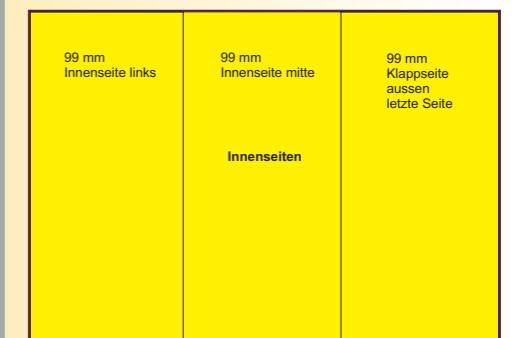 99 mm
Innenseite links
99 mm
Innenseite mitte
99 mm
Klappseite
aussen
letzte Seite
Innenseiten